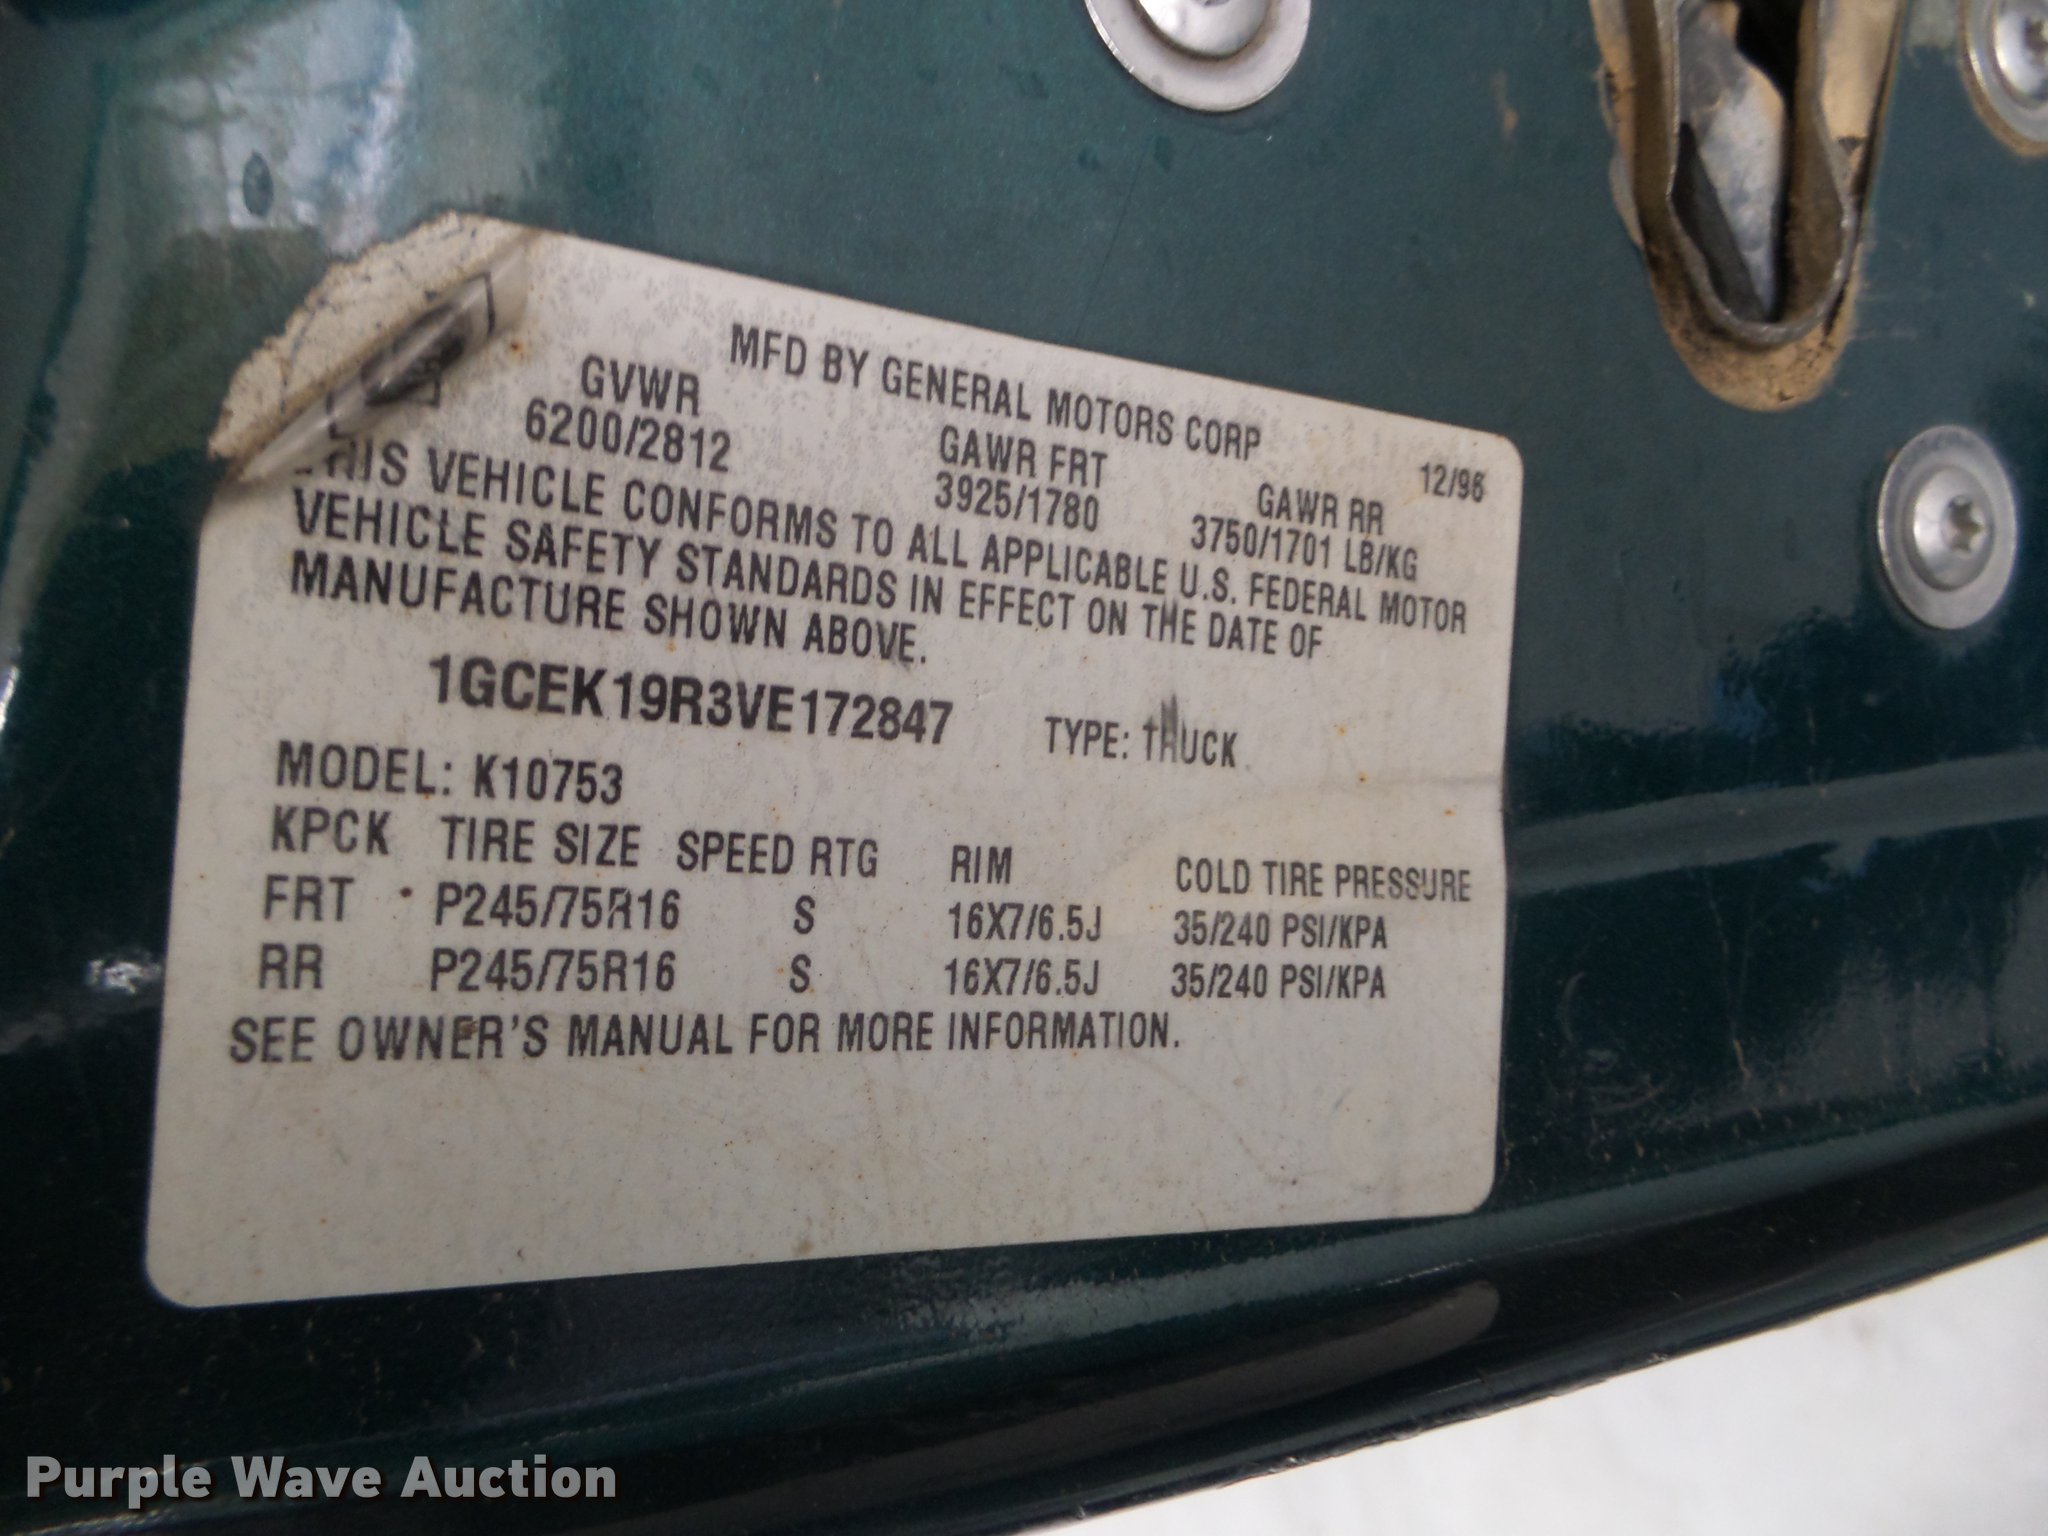 MFD BY GENERAL MOTORS CORP 12/96
GVWR GAWR FRT GAWR RR
6200/2812 3925/1780 3750/1701 LB/KG
THIS VEHICLE CONFORMS TO ALL APPLICABLE U.S. FEDERAL MOTOR
VEHICLE SAFETY STANDARDS IN EFFECT ON THE DATE OF
MANUFACTURE SHOWN ABOVE.
1GCEK19R3VE172847 TYPE: TRUCK
MODEL: K10753
KPCK TIRE SIZE SPEED RTG RIM COLD TIRE PRESSURE
FRT P245/75R16 S 16X7/6.5J 35/240 PSI/KPA
RR P245/75R16 S 16X7/6.5J 35/240 PSI/KPA
SEE OWNER'S MANUAL FOR MORE INFORMATION.
Purple Wave Auction